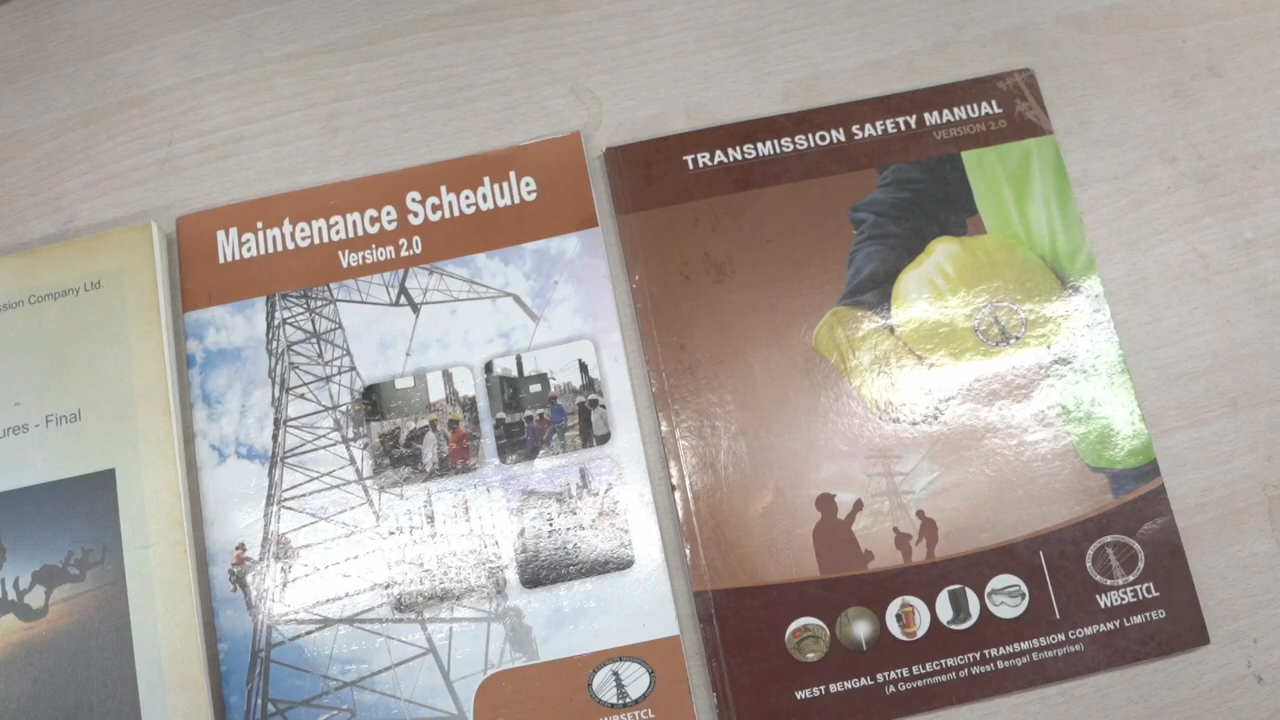 ssion Company Ltd.
ures - Final
Maintenance Schedule
Version 2.0
WBSETCL
TRANSMISSION SAFETY MANUAL
VERSION 2.0
WBSETCL
WEST BENGAL STATE ELECTRICITY TRANSMISSION COMPANY LIMITED
(A Government of West Bengal Enterprise)